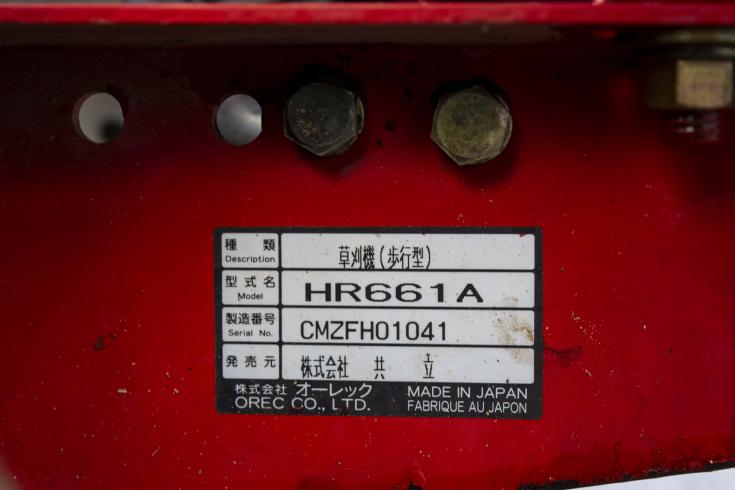 種 類 草刈機(歩行型)
Description
型式名 HR661A
Model
製造番号 CMZFH01041
Serial No.
発売元 株式会社 共 立
株式会社 オーレック MADE IN JAPAN
OREC CO., LTD. FABRIQUE AU JAPON